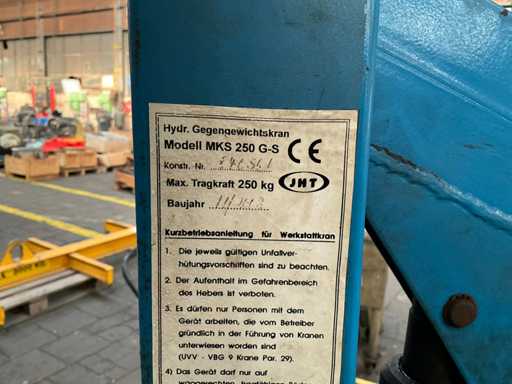 Hydr. Gegengewichtskran
Modell MKS 250 G-S
CE
Konstr. Nr.
Max. Tragkraft 250 kg
JHT
Baujahr
Kurzbetriebsanleitung für Werkstattkran
1. Die jeweils gültigen Unfallver-
hütungsvorschriften sind zu beachten.
2. Der Aufenthalt im Gefahrenbereich
des Hebers ist verboten.
3. Es dürfen nur Personen mit dem
Gerät arbeiten, die vom Betreiber
gründlich in der Führung von Kranen
unterwiesen worden sind
(UVV - VBG 9 Krane Par. 29).
4) Das Gerät darf nur auf